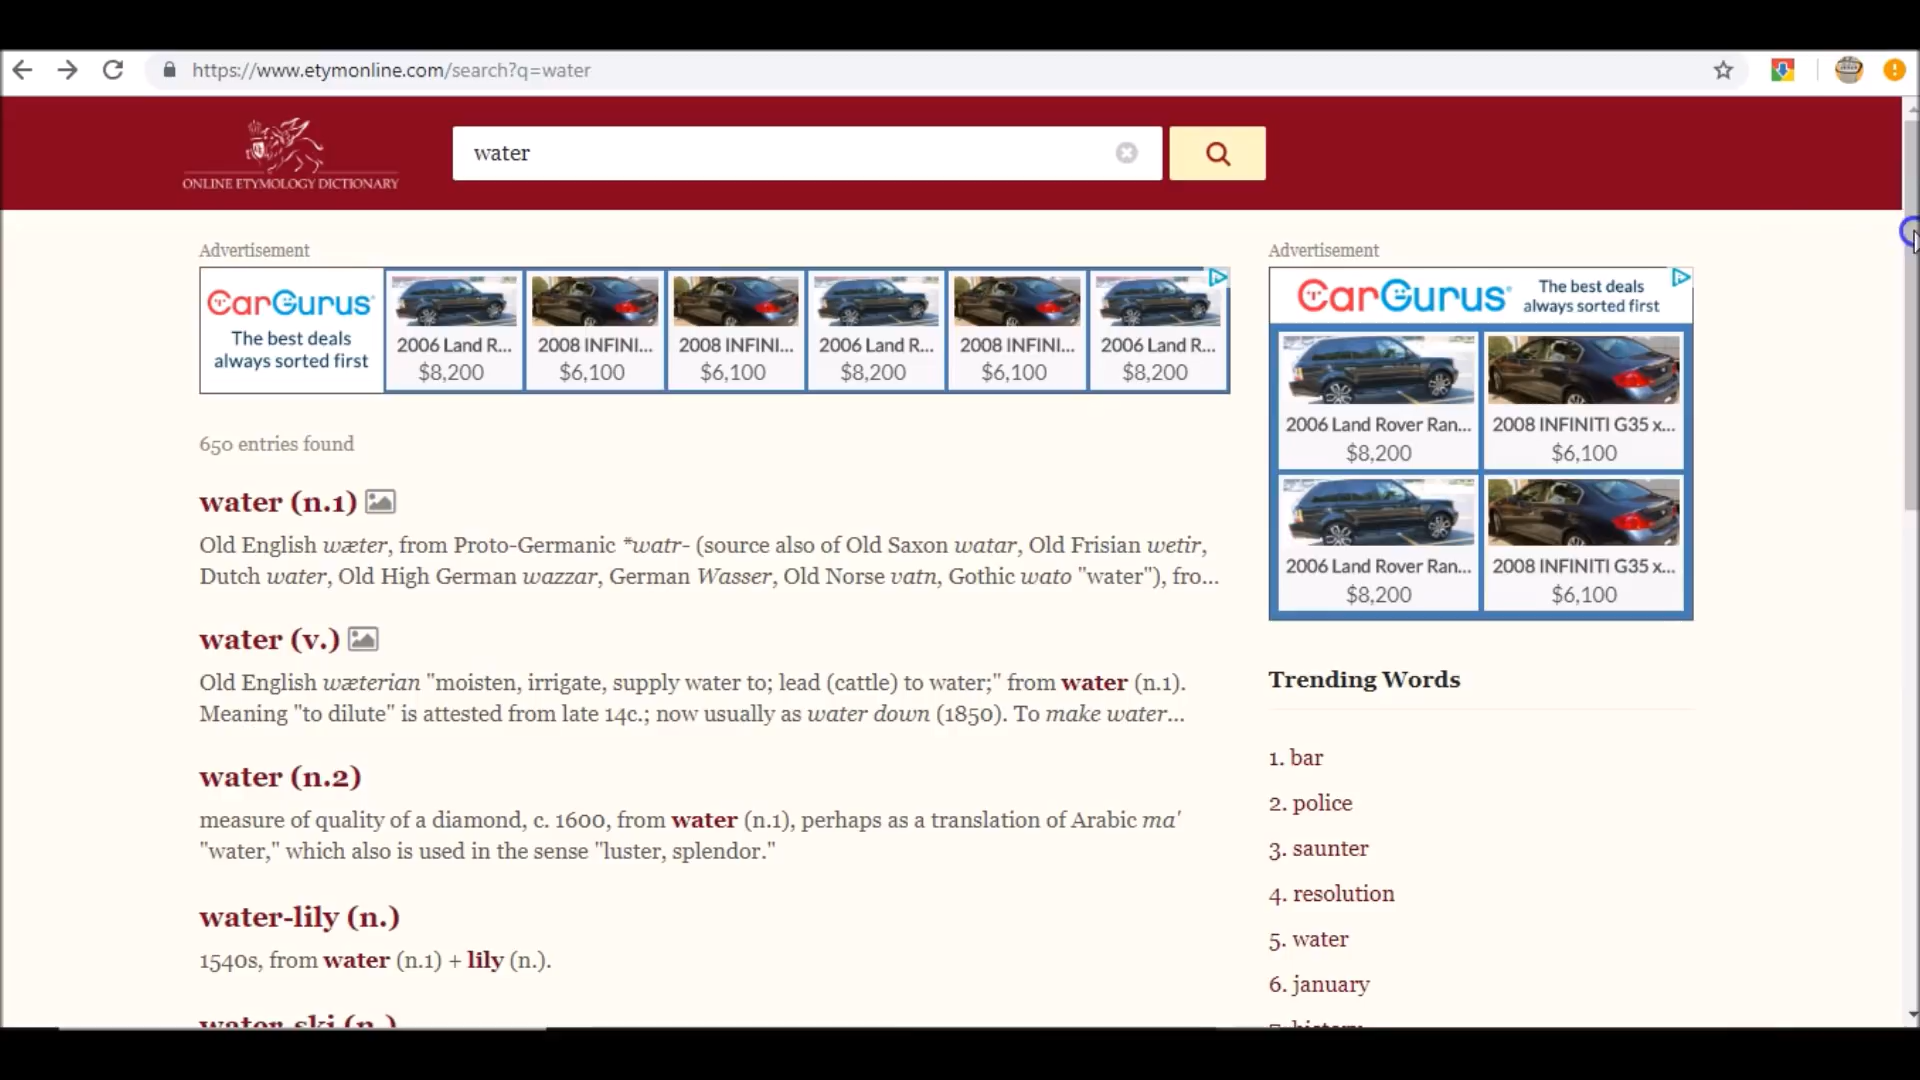 https://www.etymonline.com/search?q=water
ONLINE ETYMOLOGY DICTIONARY
water
Advertisement
CarGurus
The best deals
always sorted first
2006 Land R...
$8,200
2008 INFINI...
$6,100
2008 INFINI...
$6,100
2006 Land R...
$8,200
2008 INFINI...
$6,100
2006 Land R...
$8,200
650 entries found
water (n.1)
Old English wæter, from Proto-Germanic *watr- (source also of Old Saxon watar, Old Frisian wetir,
Dutch water, Old High German wazzar, German Wasser, Old Norse vatn, Gothic wato "water"), fro...
water (v.)
Old English wæterian "moisten, irrigate, supply water to; lead (cattle) to water;" from water (n.1).
Meaning "to dilute" is attested from late 14c.; now usually as water down (1850). To make water...
water (n.2)
measure of quality of a diamond, c. 1600, from water (n.1), perhaps as a translation of Arabic ma'
"water," which also is used in the sense "luster, splendor."
water-lily (n.)
1540s, from water (n.1) + lily (n.).
water-ski (n.)
Advertisement
CarGurus
The best deals
always sorted first
2006 Land Rover Ran...
$8,200
2008 INFINITI G35 x...
$6,100
2006 Land Rover Ran...
$8,200
2008 INFINITI G35 x...
$6,100
Trending Words
1. bar
2. police
3. saunter
4. resolution
5. water
6. january
7. history